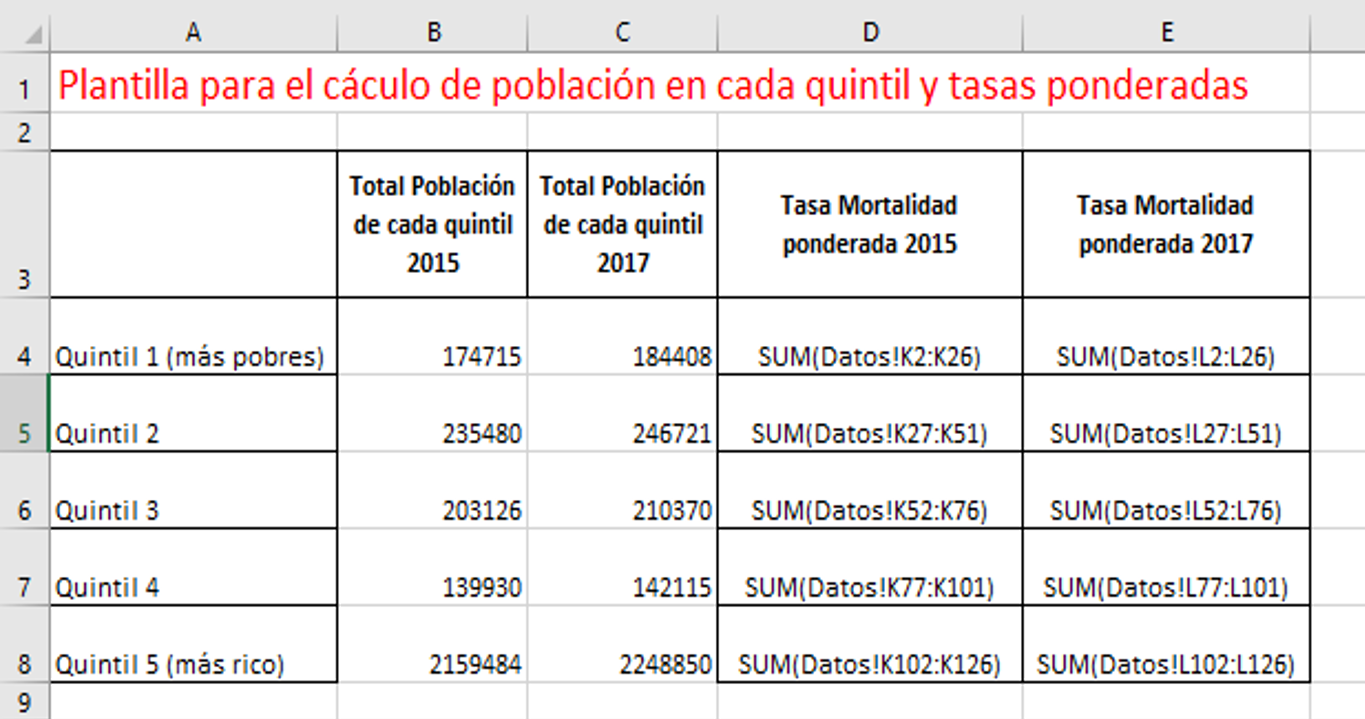 A B C D E
1 Plantilla para el cáculo de población en cada quintil y tasas ponderadas
2
3 Total Población de cada quintil 2015 Total Población de cada quintil 2017 Tasa Mortalidad ponderada 2015 Tasa Mortalidad ponderada 2017
4 Quintil 1 (más pobres) 174715 184408 SUM(Datos!K2:K26) SUM(Datos!L2:L26)
5 Quintil 2 235480 246721 SUM(Datos!K27:K51) SUM(Datos!L27:L51)
6 Quintil 3 203126 210370 SUM(Datos!K52:K76) SUM(Datos!L52:L76)
7 Quintil 4 139930 142115 SUM(Datos!K77:K101) SUM(Datos!L77:L101)
8 Quintil 5 (más rico) 2159484 2248850 SUM(Datos!K102:K126) SUM(Datos!L102:L126)
9